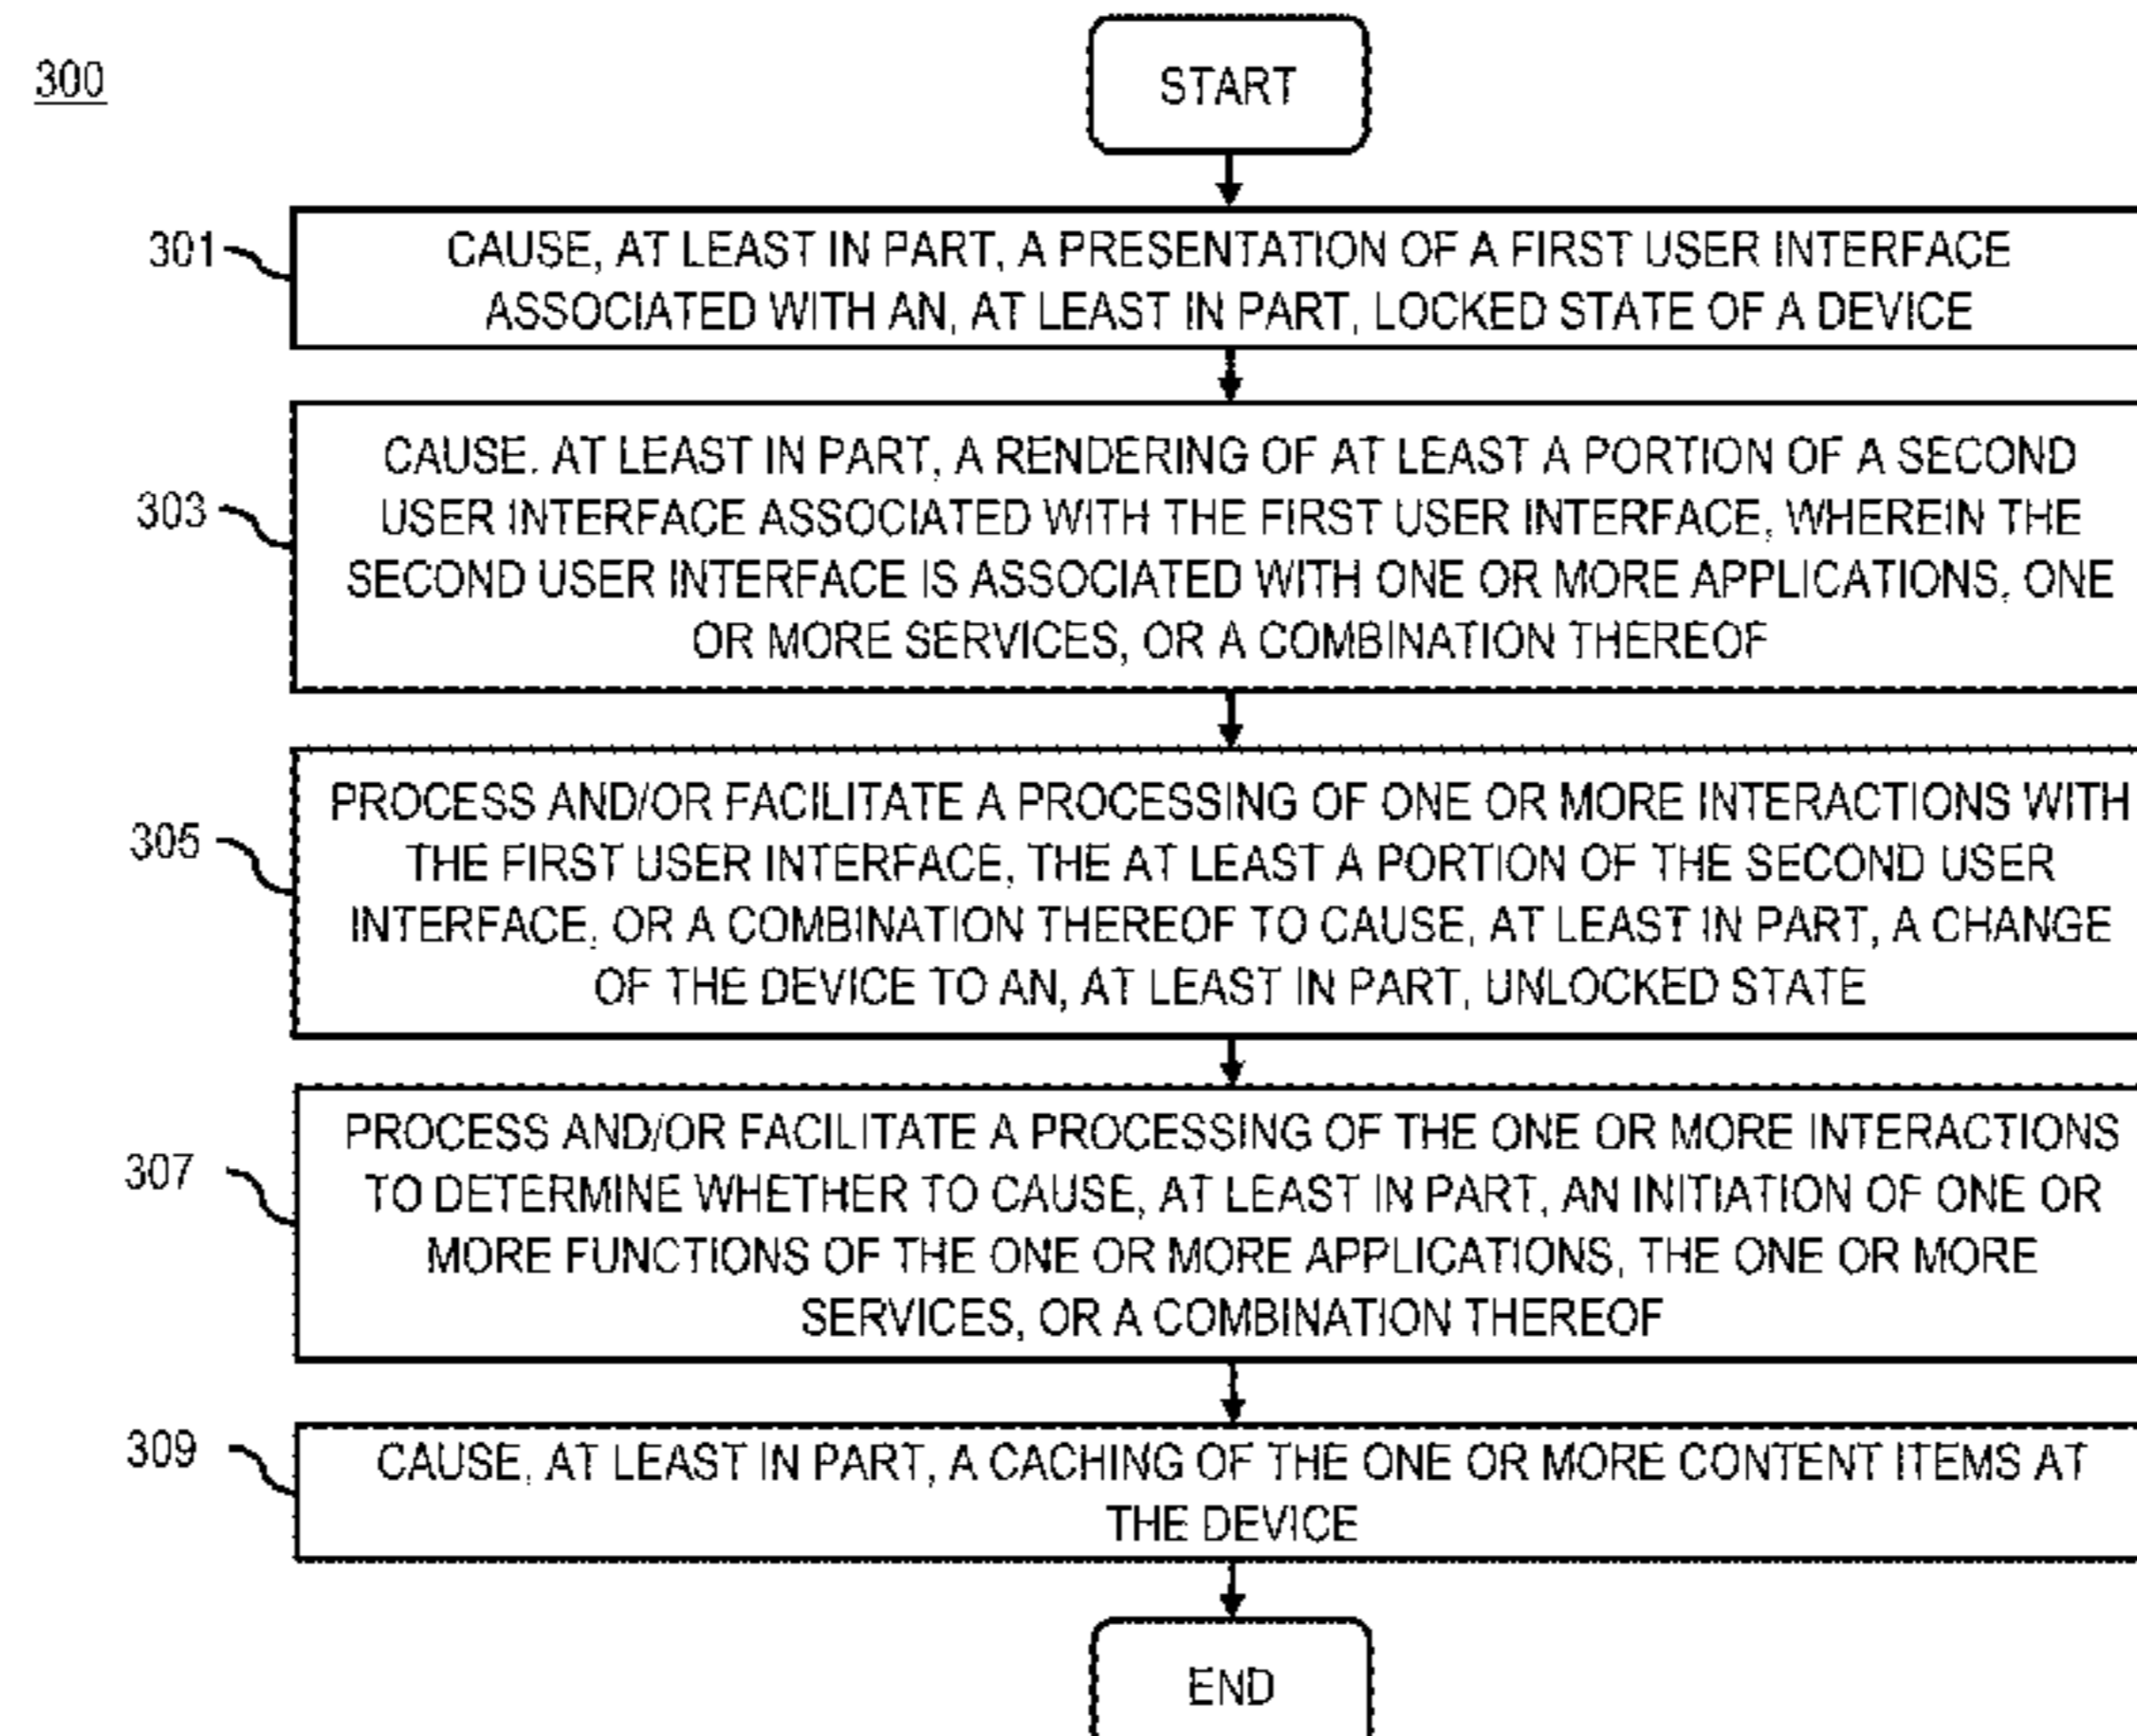 300
START
301
CAUSE, AT LEAST IN PART, A PRESENTATION OF A FIRST USER INTERFACE
ASSOCIATED WITH AN, AT LEAST IN PART, LOCKED STATE OF A DEVICE
303
CAUSE. AT LEAST IN PART, A RENDERING OF AT LEAST A PORTION OF A SECOND
USER INTERFACE ASSOCIATED WITH THE FIRST USER INTERFACE, WHEREIN THE
SECOND USER INTERFACE IS ASSOCIATED WITH ONE OR MORE APPLICATIONS, ONE
OR MORE SERVICES, OR A COMBINATION THEREOF
305
PROCESS AND/OR FACILITATE A PROCESSING OF ONE OR MORE INTERACTIONS WITH
THE FIRST USER INTERFACE, THE AT LEAST A PORTION OF THE SECOND USER
INTERFACE, OR A COMBINATION THEREOF TO CAUSE, AT LEAST IN PART, A CHANGE
OF THE DEVICE TO AN, AT LEAST IN PART, UNLOCKED STATE
307
PROCESS AND/OR FACILITATE A PROCESSING OF THE ONE OR MORE INTERACTIONS
TO DETERMINE WHETHER TO CAUSE, AT LEAST IN PART, AN INITIATION OF ONE OR
MORE FUNCTIONS OF THE ONE OR MORE APPLICATIONS, THE ONE OR MORE
SERVICES, OR A COMBINATION THEREOF
309
CAUSE, AT LEAST IN PART, A CACHING OF THE ONE OR MORE CONTENT ITEMS AT
THE DEVICE
END